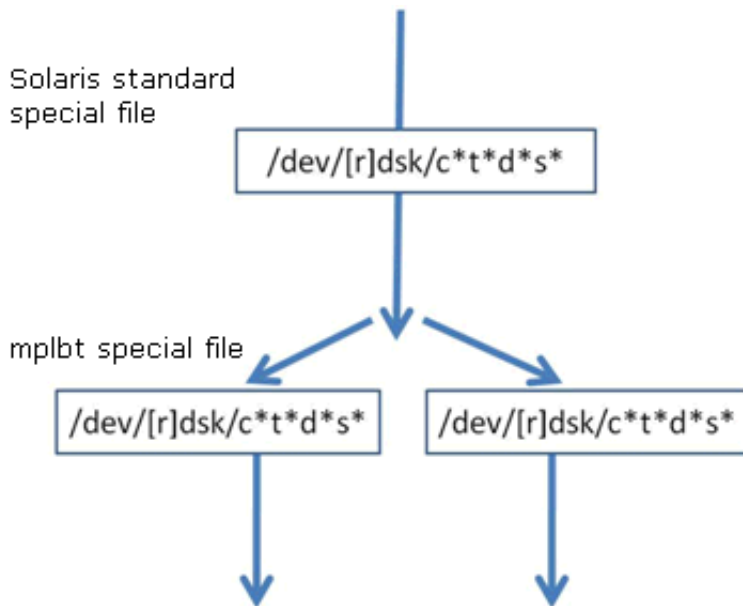 Solaris standard
special file
/dev/[r]dsk/c*t*d*s*
mplbt special file
/dev/[r]dsk/c*t*d*s*
/dev/[r]dsk/c*t*d*s*